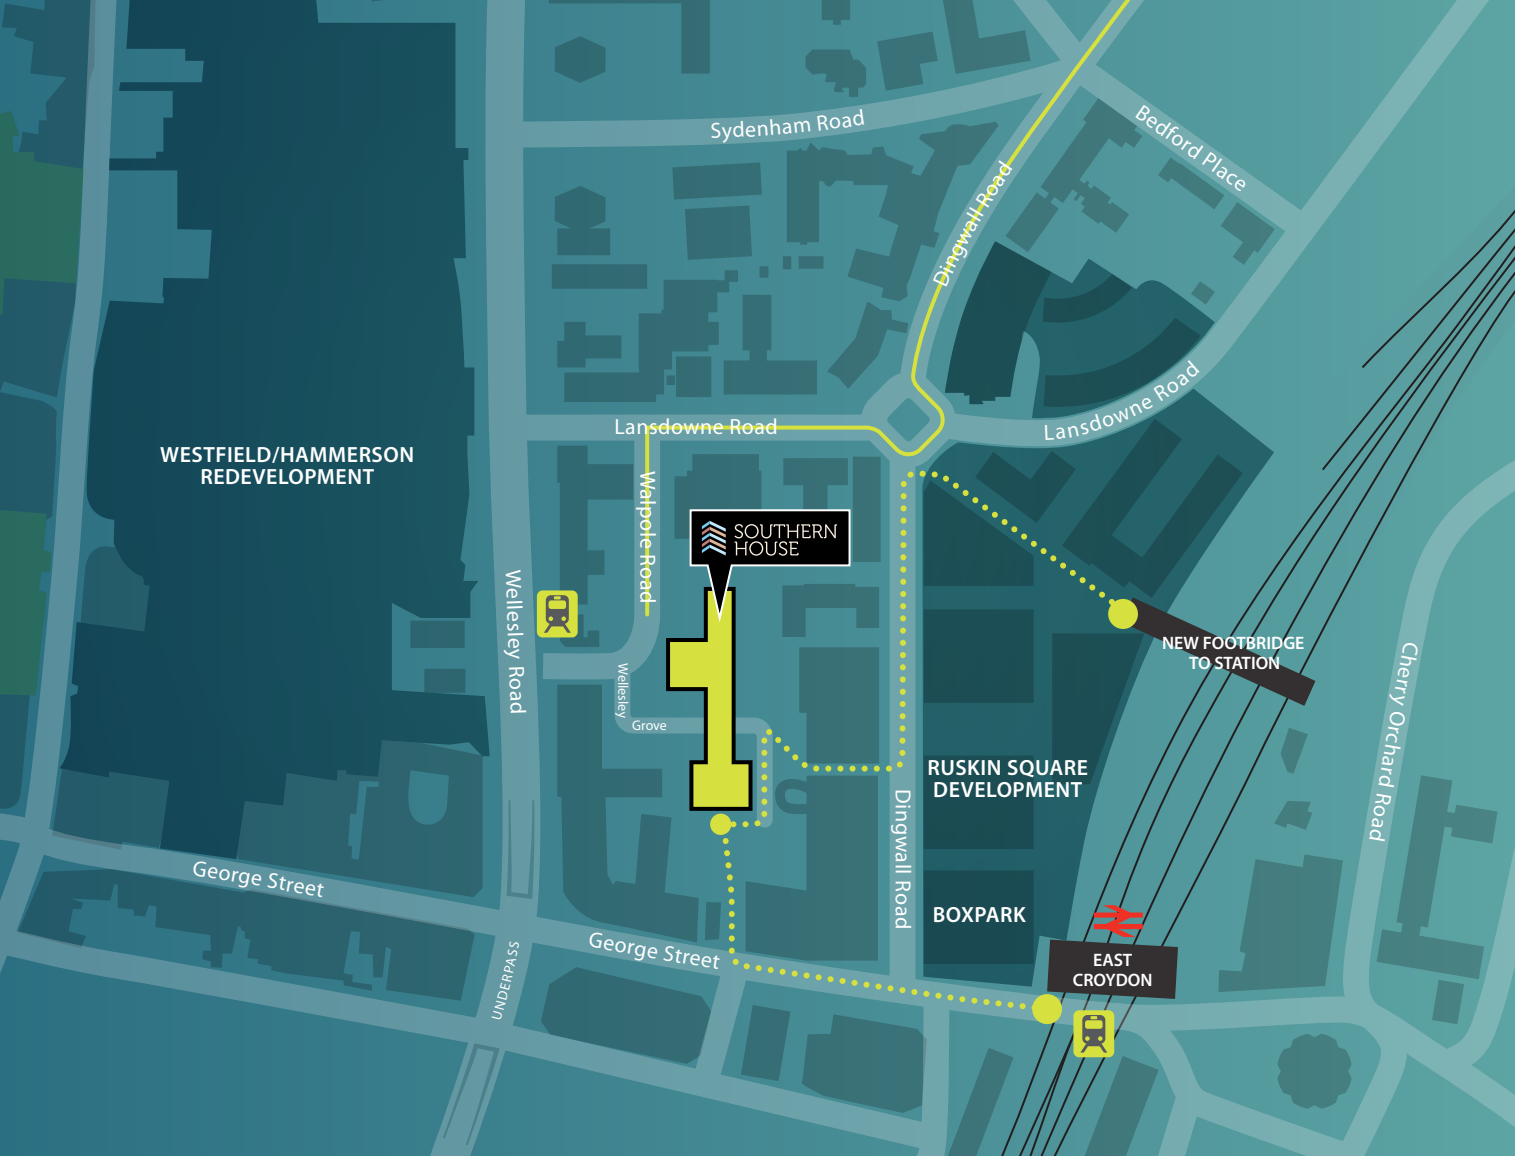 Sydenham Road
Bedford Place
Dingwall Road
Lansdowne Road
Lansdowne Road
WESTFIELD/HAMMERSON
REDEVELOPMENT
Walpole Road
SOUTHERN
HOUSE
Wellesley Road
NEW FOOTBRIDGE
TO STATION
Wellesley
Grove
Cherry Orchard Road
RUSKIN SQUARE
DEVELOPMENT
Dingwall Road
George Street
BOXPARK
George Street
UNDERPASS
EAST
CROYDON